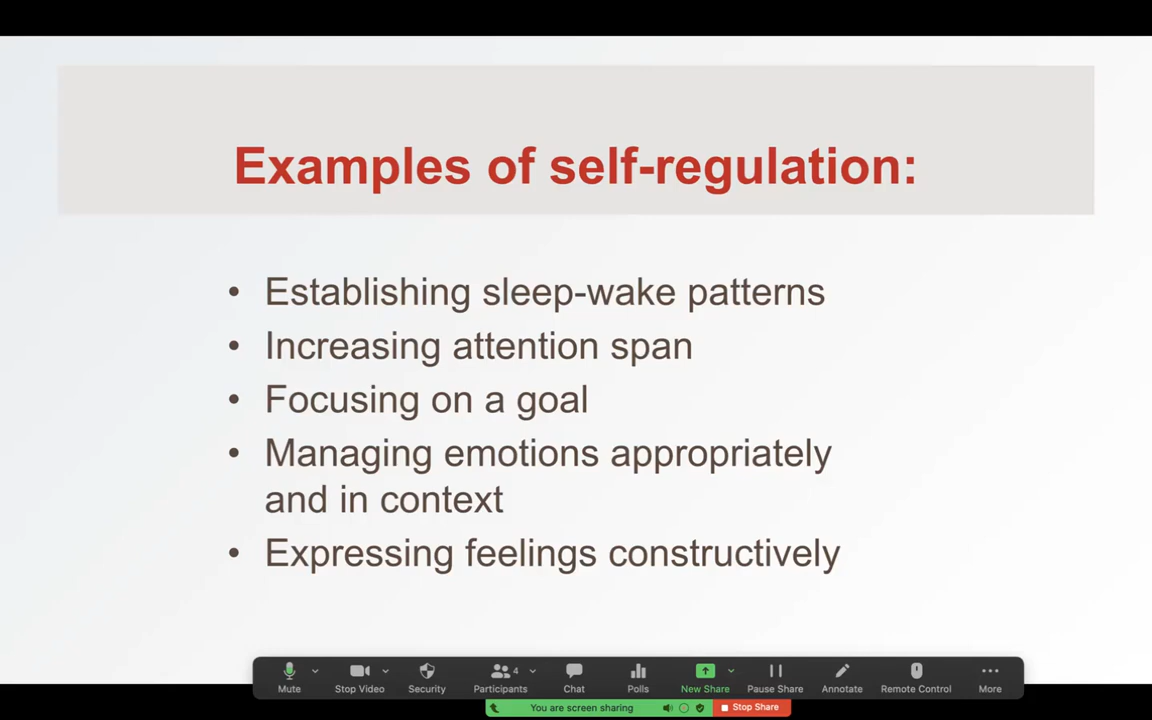 Examples of self-regulation:
• Establishing sleep-wake patterns
• Increasing attention span
• Focusing on a goal
• Managing emotions appropriately
and in context
• Expressing feelings constructively
Mute Stop Video Security Participants 4 Chat Polls New Share Pause Share Annotate Remote Control More
You are screen sharing Stop Share